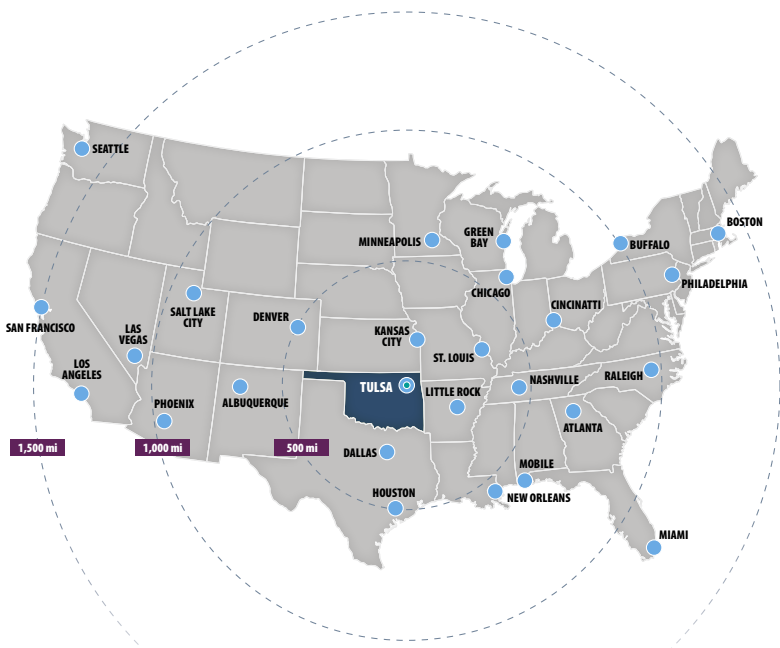 SEATTLE
BOSTON
MINNEAPOLIS
GREEN
BAY
BUFFALO
CHICAGO
PHILADELPHIA
SALT LAKE
CITY
DENVER
CINCINATTI
SAN FRANCISCO
LAS
VEGAS
KANSAS
CITY
ST. LOUIS
LOS
ANGELES
PHOENIX
ALBUQUERQUE
TULSA
LITTLE ROCK
NASHVILLE
RALEIGH
ATLANTA
1,500 mi
1,000 mi
500 mi
DALLAS
MOBILE
HOUSTON
NEW ORLEANS
MIAMI